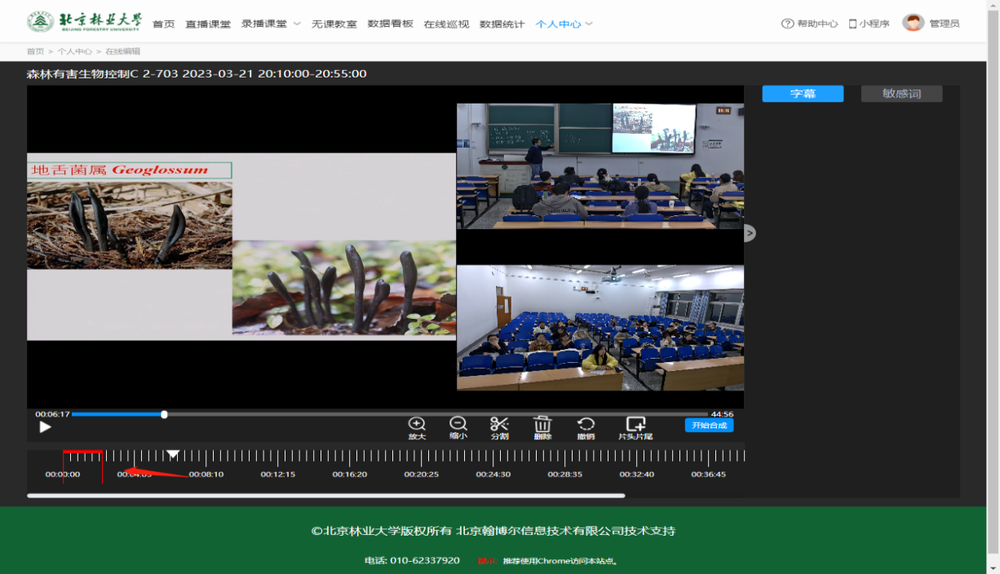 北京林业大学
BEIJING FORESTRY UNIVERSITY
首页 直播课堂 录播课堂 无课教室 数据看板 在线巡视 数据统计 个人中心
帮助中心 小程序 管理员
首页 > 个人中心 > 在线编辑
森林有害生物控制C 2-703 2023-03-21 20:10:00-20:55:00
字幕 敏感词
地舌菌属 Geoglossum
00:06:17 44:56
放大 缩小 分割 删除 撤销 片头片尾 开始合成
00:00:00 00:04:05 00:08:10 00:12:15 00:16:20 00:20:25 00:24:30 00:28:35 00:32:40 00:36:45
©北京林业大学版权所有 北京翰博尔信息技术有限公司技术支持
电话: 010-62337920 提示: 推荐使用Chrome访问本站点。